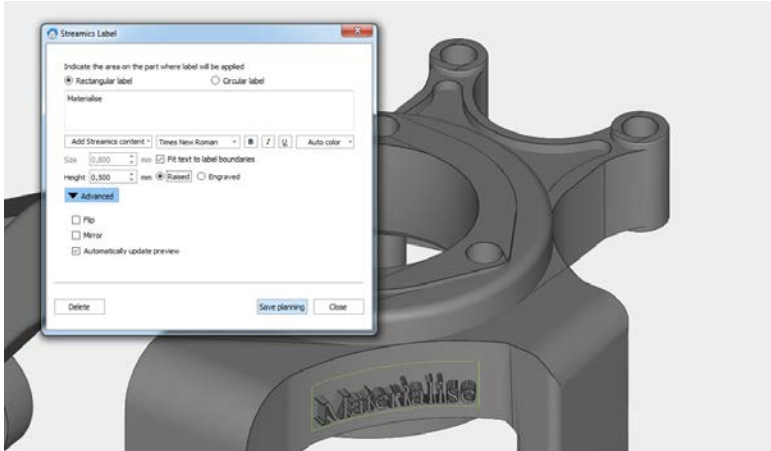 Streamics Label
Indicate the area on the part where label will be applied
Rectangular label Circular label
Materialise
Add Streamics content Times New Roman B I U Auto color
Size 0,800 mm Fit text to label boundaries
Height 0,500 mm Raised Engraved
Advanced
Flip
Mirror
Automatically update preview
Delete Save planning Close
Materialise